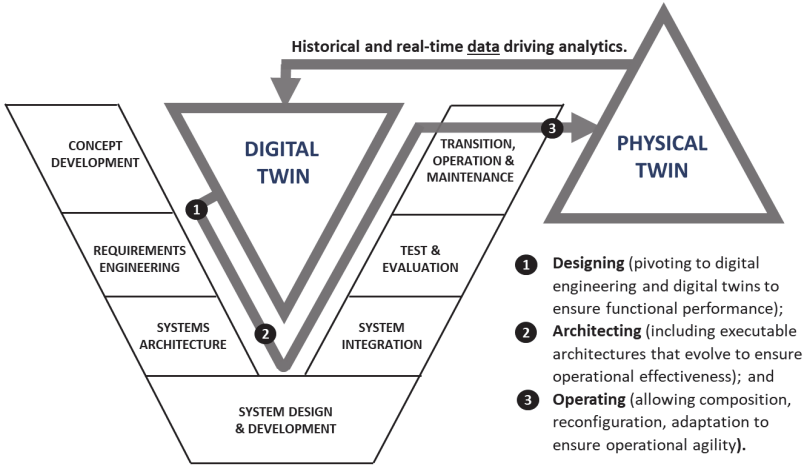 Historical and real-time data driving analytics.
CONCEPT
DEVELOPMENT
REQUIREMENTS
ENGINEERING
SYSTEMS
ARCHITECTURE
SYSTEM DESIGN
& DEVELOPMENT
SYSTEM
INTEGRATION
TEST &
EVALUATION
TRANSITION,
OPERATION &
MAINTENANCE
DIGITAL
TWIN
1
2
3
PHYSICAL
TWIN
1 Designing (pivoting to digital
engineering and digital twins to
ensure functional performance);
2 Architecting (including executable
architectures that evolve to ensure
operational effectiveness); and
3 Operating (allowing composition,
reconfiguration, adaptation to
ensure operational agility).